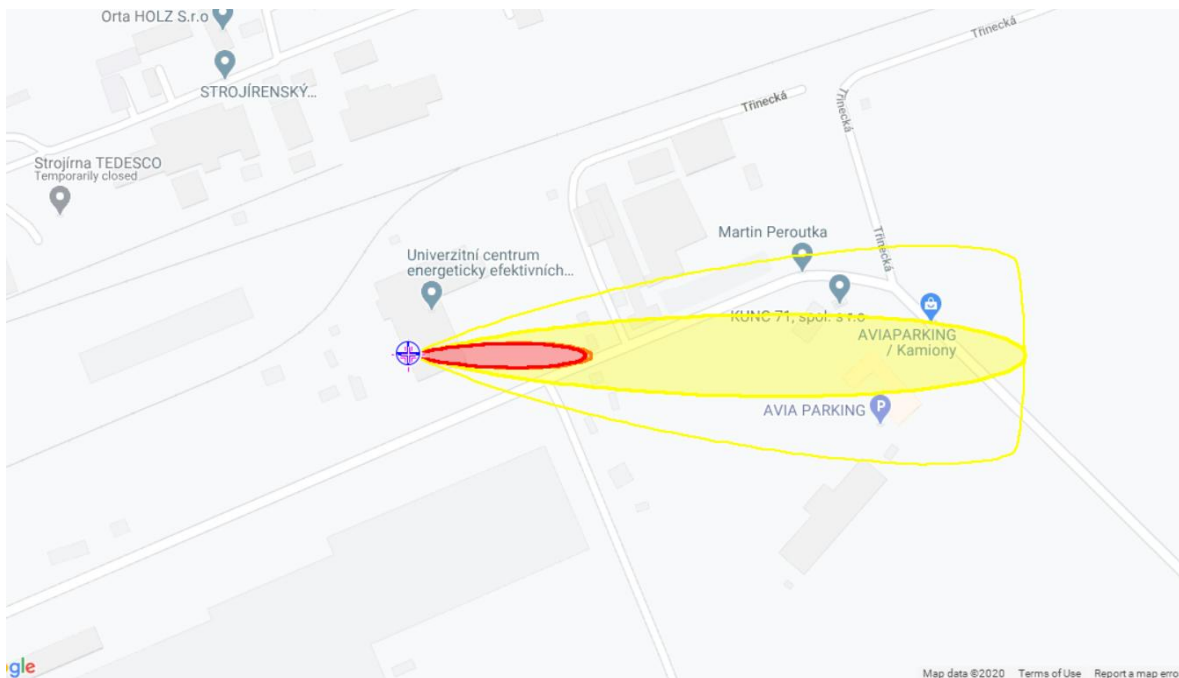 Orta HOLZ S.r.o
STROJÍRENSKÝ...
Třinecká
Třinecká
Třinecká
Strojírna TEDESCO
Temporarily closed
Martin Peroutka
Třinecká
Univerzitní centrum
energeticky efektivních...
KUNC 71, spol. s r.o
AVIAPARKING
/ Kamiony
AVIA PARKING
P
gle
Map data ©2020 Terms of Use Report a map erro